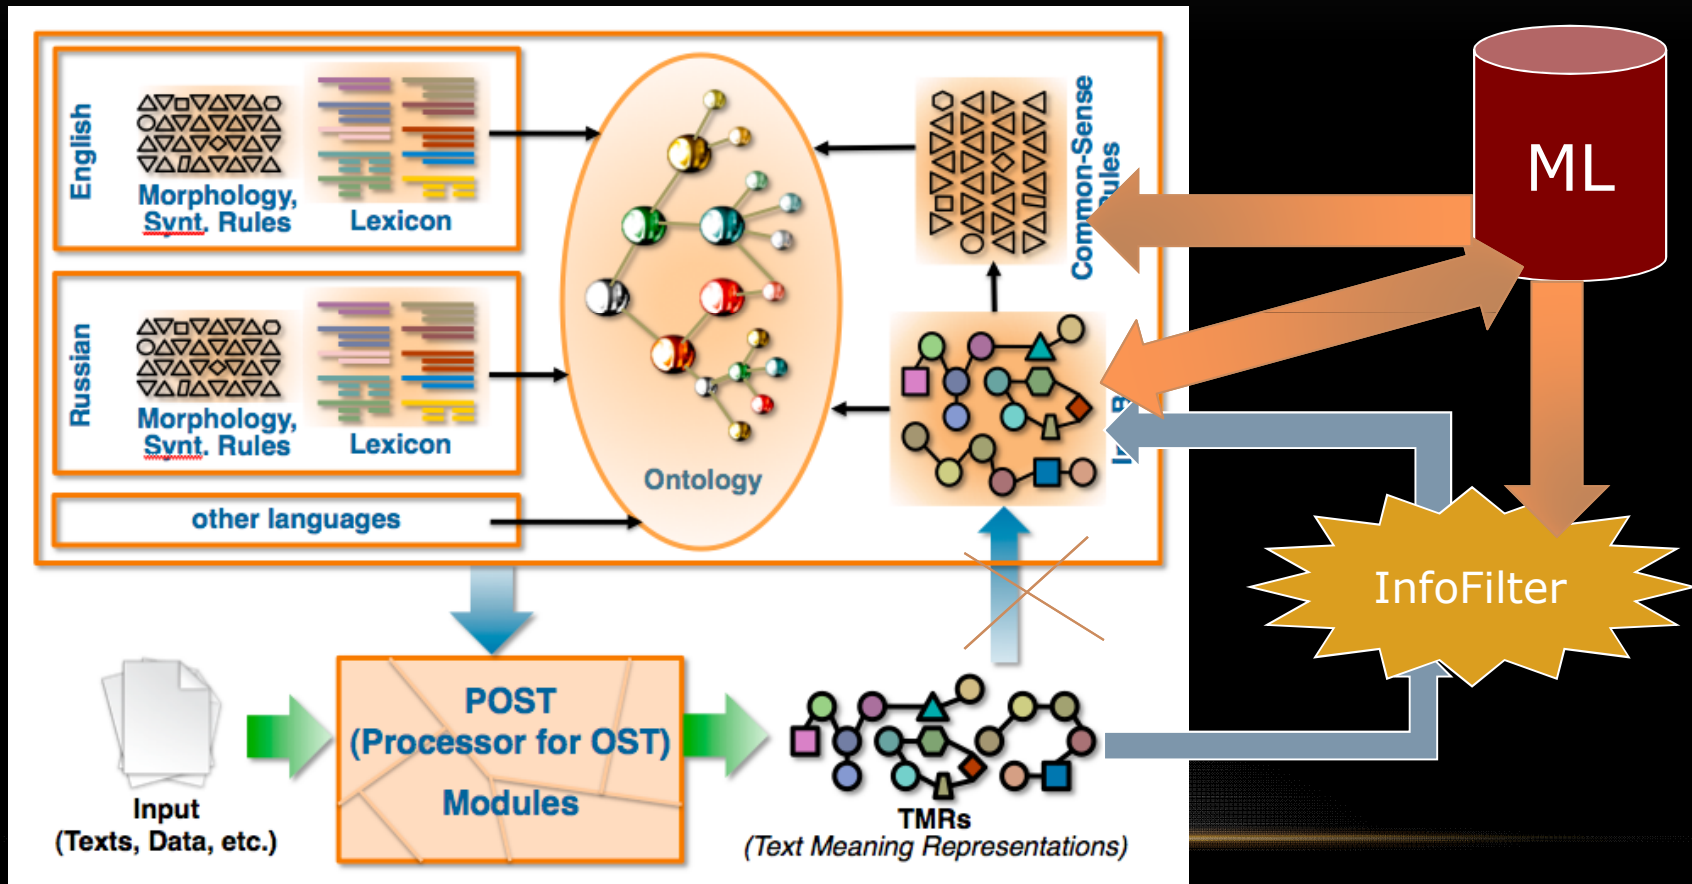 English
Morphology,
Synt. Rules
Lexicon
Russian
Morphology,
Synt. Rules
Lexicon
other languages
Ontology
Common-Sense
ML
InfoFilter
POST
(Processor for OST)
Modules
Input
(Texts, Data, etc.)
TMRs
(Text Meaning Representations)